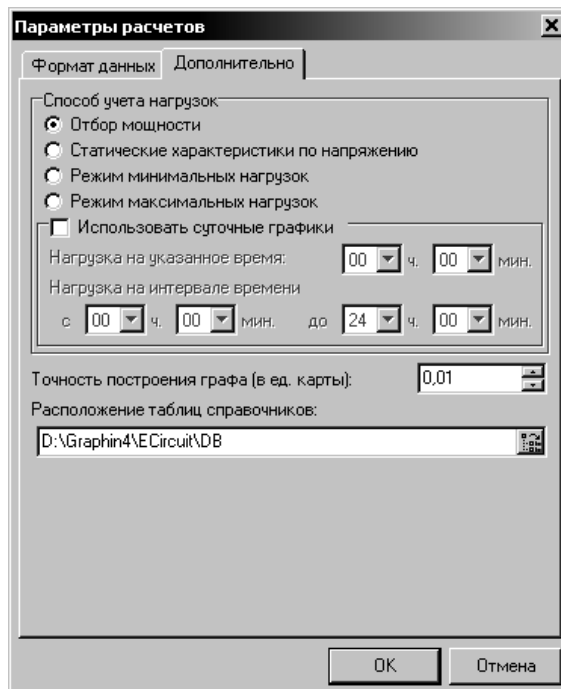 Параметры расчетов
Формат данных Дополнительно
Способ учета нагрузок
Отбор мощности
Статические характеристики по напряжению
Режим минимальных нагрузок
Режим максимальных нагрузок
Использовать суточные графики
Нагрузка на указанное время: 00 ч. 00 мин.
Нагрузка на интервале времени
с 00 ч. 00 мин. до 24 ч. 00 мин.
Точность построения графа (в ед. карты): 0,01
Расположение таблиц справочников:
D:\Graphin4\ECircuit\DB
OK Отмена